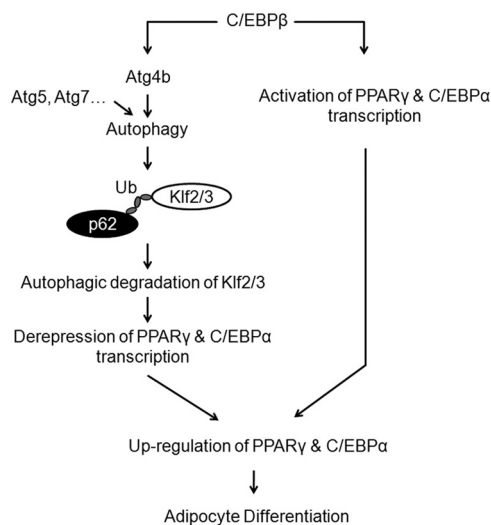 C/EBPβ
Atg4b
Atg5, Atg7…
Autophagy
Activation of PPARγ & C/EBPα
transcription
Ub
Klf2/3
p62
Autophagic degradation of Klf2/3
Derepression of PPARγ & C/EBPα
transcription
Up-regulation of PPARγ & C/EBPα
Adipocyte Differentiation